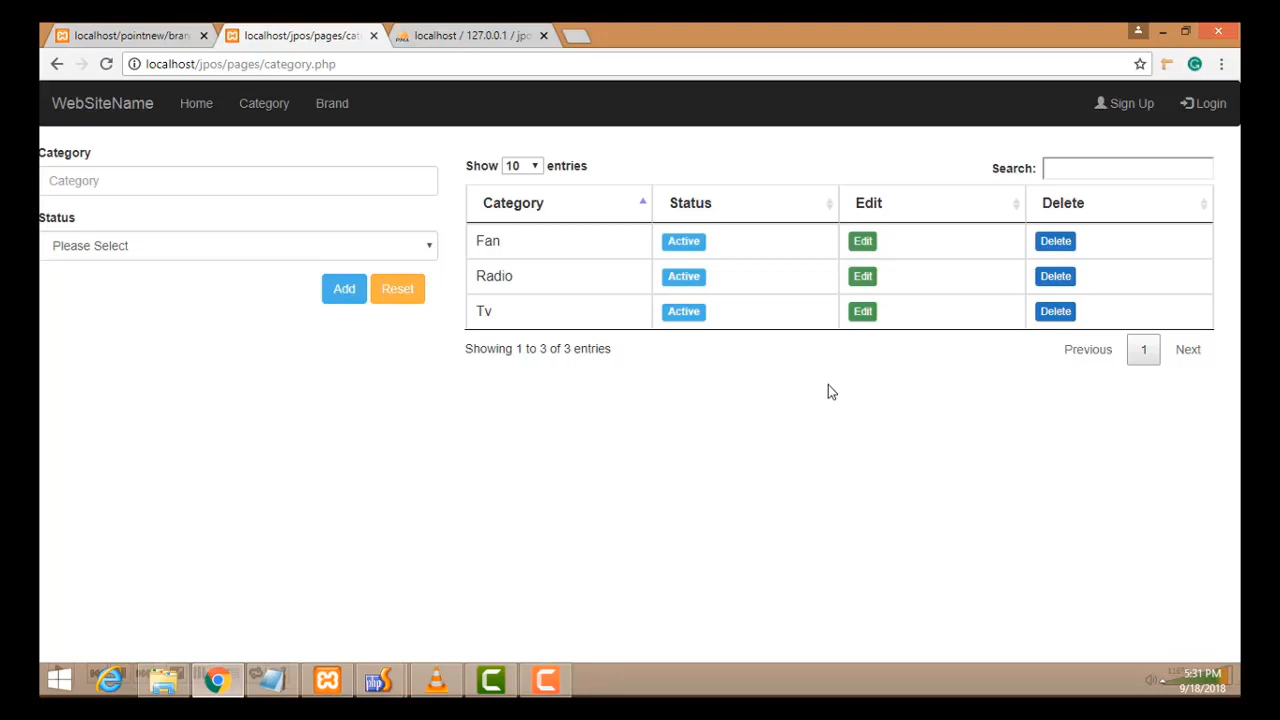 localhost/pointnew/bran
localhost/jpos/pages/cat
localhost / 127.0.0.1 / jpo
localhost/jpos/pages/category.php
WebSiteName Home Category Brand Sign Up Login
Category
Category
Status
Please Select
Add Reset
Show 10 entries
Search:
Category Status Edit Delete
Fan Active Edit Delete
Radio Active Edit Delete
Tv Active Edit Delete
Showing 1 to 3 of 3 entries
Previous 1 Next
php
5:31 PM
9/18/2018